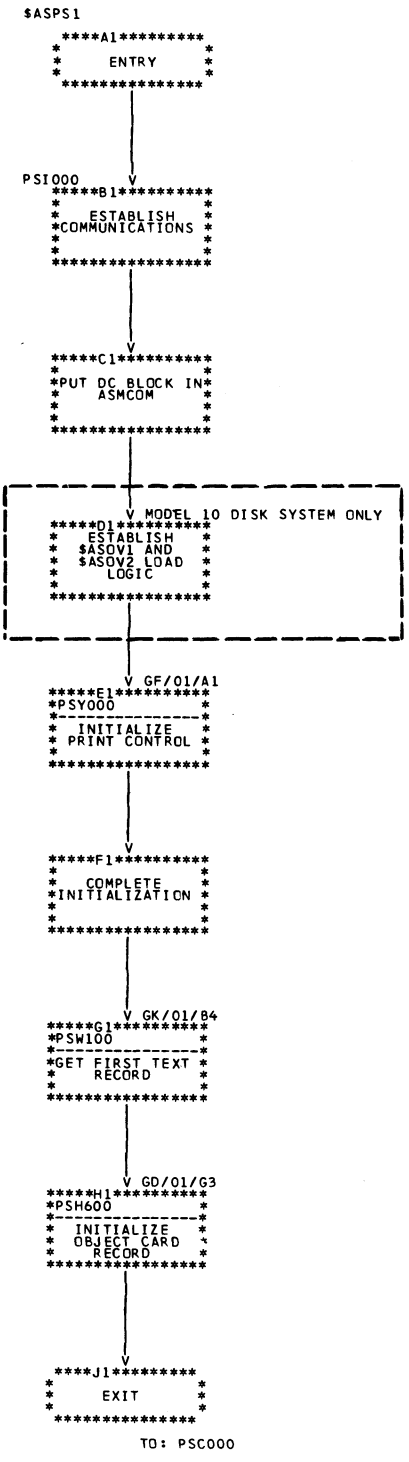 $ASPS1
****A1*********
ENTRY
***************
PSI000
V
*****B1**********
* ESTABLISH *
*COMMUNICATIONS *
*****************
V
*****C1**********
*PUT DC BLOCK IN*
* ASMCOM *
*****************
V MODEL 10 DISK SYSTEM ONLY
*****D1**********
* ESTABLISH *
* $ASOV1 AND *
* $ASOV2 LOAD *
* LOGIC *
*****************
V GF/01/A1
*****E1**********
*PSY000 *
*---------------*
* INITIALIZE *
* PRINT CONTROL *
*****************
V
*****F1**********
* COMPLETE *
*INITIALIZATION *
*****************
V GK/01/B4
*****G1**********
*PSW100 *
*---------------*
*GET FIRST TEXT *
* RECORD *
*****************
V GD/01/G3
*****H1**********
*PSH600 *
*---------------*
* INITIALIZE *
* OBJECT CARD *
* RECORD *
*****************
V
****J1*********
* EXIT *
***************
TO: PSC000